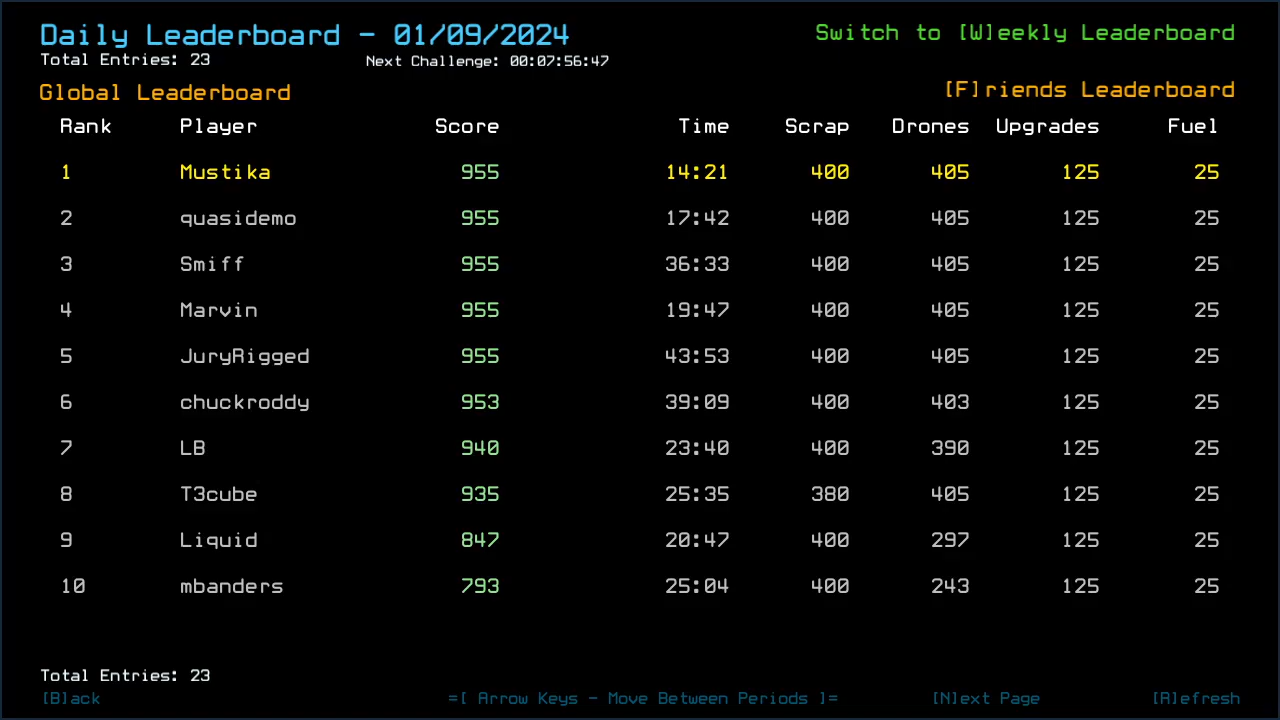 Daily Leaderboard - 01/09/2024
Switch to [W]eekly Leaderboard
Total Entries: 23
Next Challenge: 00:07:56:47
Global Leaderboard
[F]riends Leaderboard
Rank Player Score Time Scrap Drones Upgrades Fuel
1 Mustika 955 14:21 400 405 125 25
2 quasidemo 955 17:42 400 405 125 25
3 Smiff 955 36:33 400 405 125 25
4 Marvin 955 19:47 400 405 125 25
5 JuryRigged 955 43:53 400 405 125 25
6 chuckroddy 953 39:09 400 403 125 25
7 LB 940 23:40 400 390 125 25
8 T3cube 935 25:35 380 405 125 25
9 Liquid 847 20:47 400 297 125 25
10 mbanders 793 25:04 400 243 125 25
Total Entries: 23
[B]ack =[ Arrow Keys - Move Between Periods ]= [N]ext Page [R]efresh